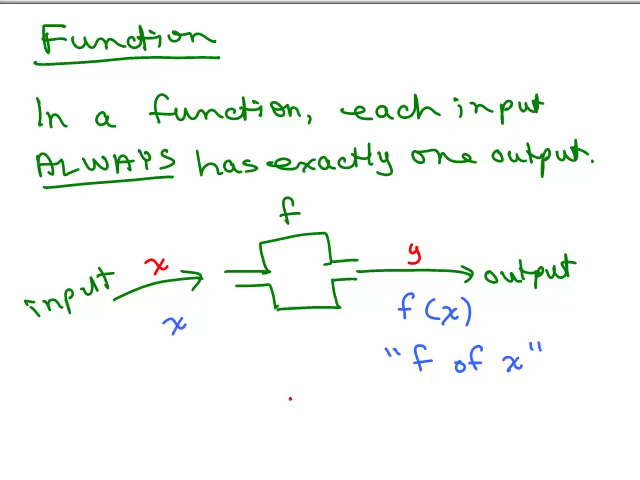 Function
In a function, each input
ALWAYS has exactly one output.
f
input x y output
x f(x)
"f of x"